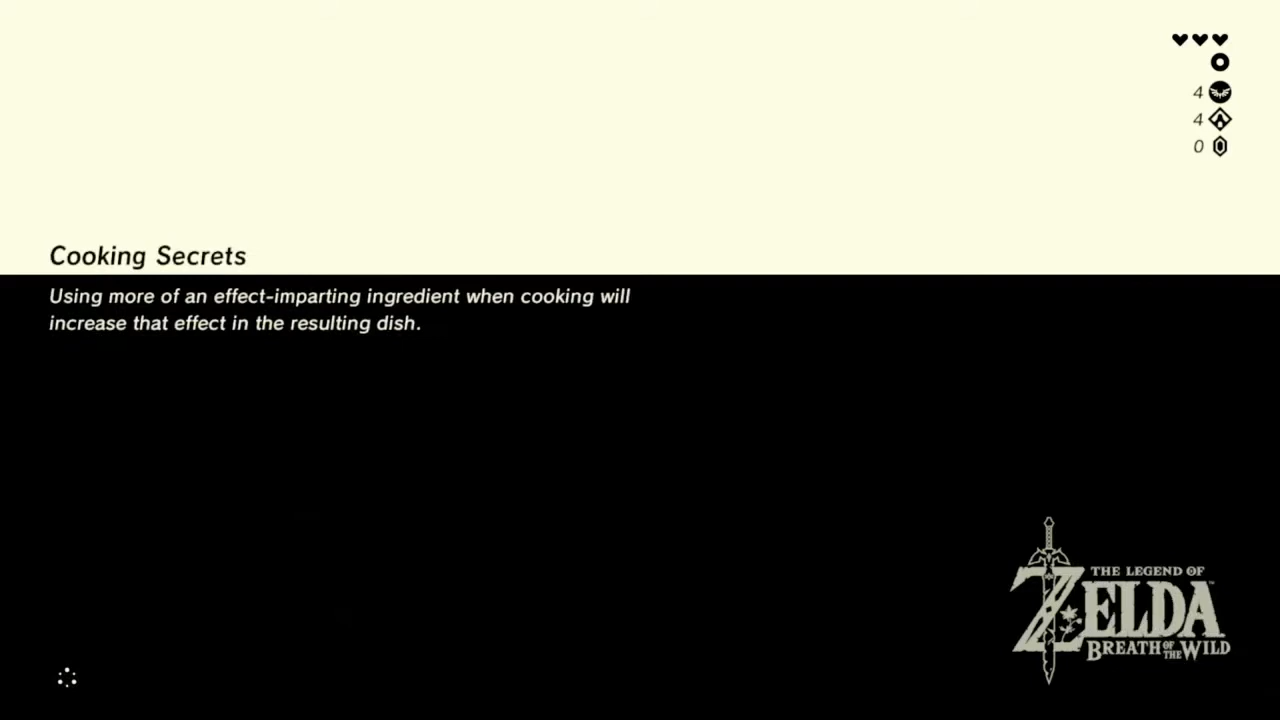 4
4
0
Cooking Secrets
Using more of an effect-imparting ingredient when cooking will
increase that effect in the resulting dish.
THE LEGEND OF
ZELDA
BREATH OF THE WILD